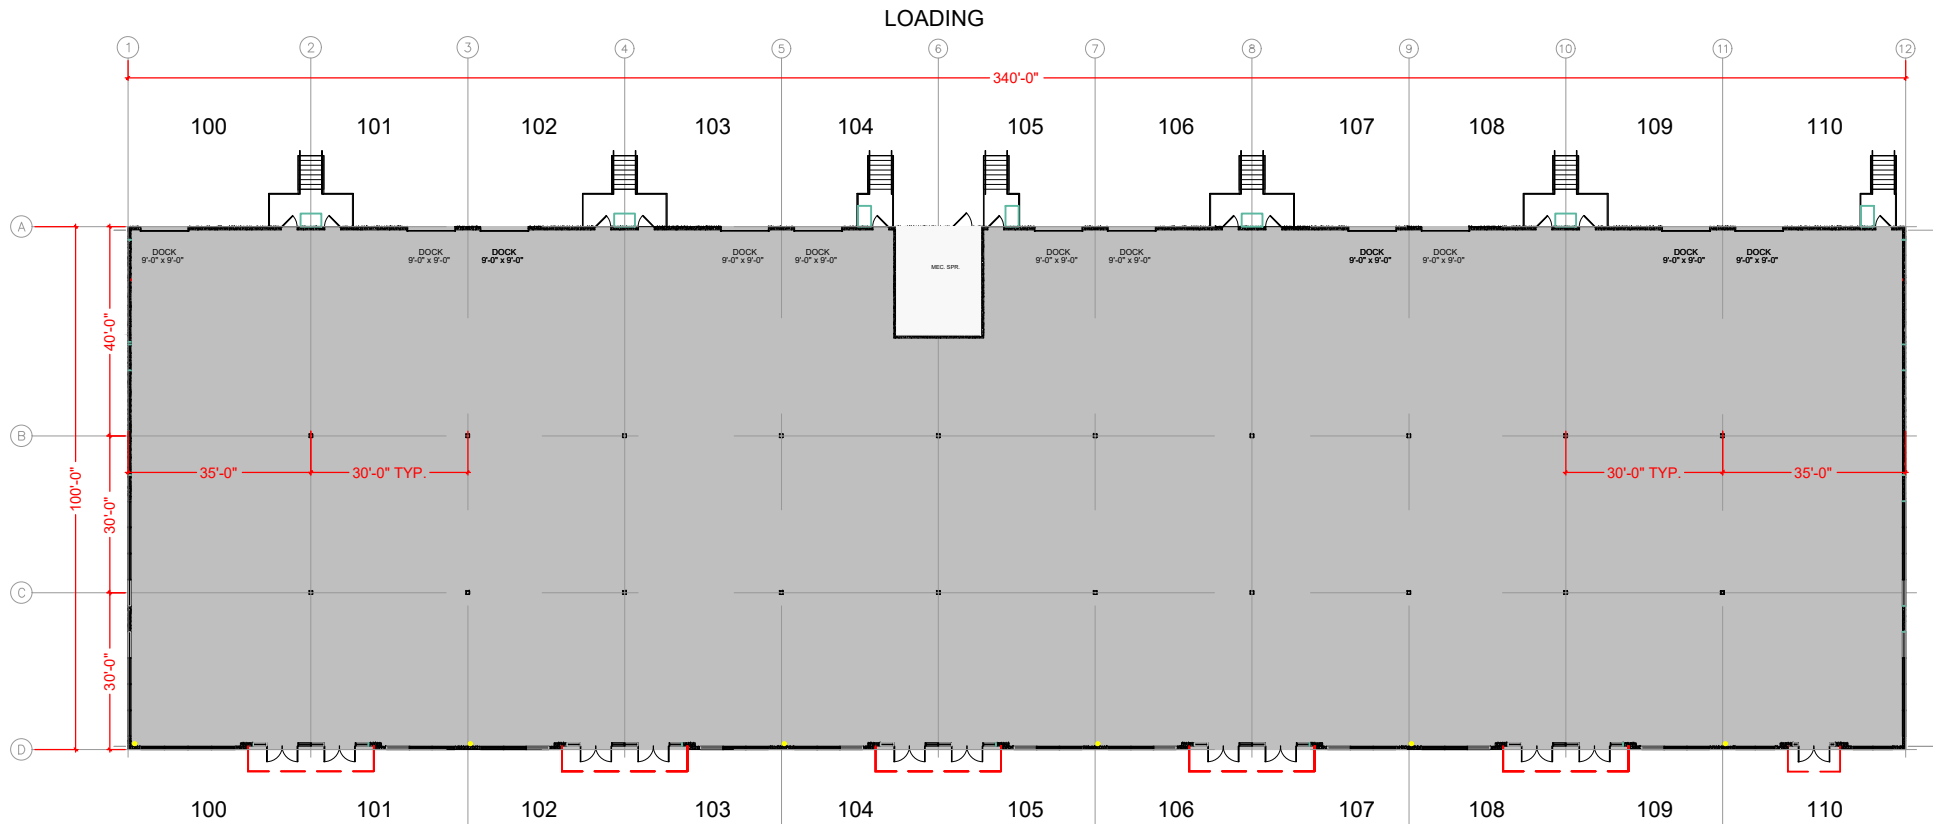 LOADING
1 2 3 4 5 6 7 8 9 10 11 12
340'-0"
100 101 102 103 104 105 106 107 108 109 110
A
DOCK DOCK DOCK DOCK DOCK DOCK DOCK DOCK DOCK DOCK DOCK
9'-0" x 9'-0" 9'-0" x 9'-0" 9'-0" x 9'-0" 9'-0" x 9'-0" 9'-0" x 9'-0" 9'-0" x 9'-0" 9'-0" x 9'-0" 9'-0" x 9'-0" 9'-0" x 9'-0" 9'-0" x 9'-0" 9'-0" x 9'-0"
MEC. SPR.
40'-0"
B
35'-0" 30'-0" TYP. 30'-0" TYP. 35'-0"
100'-0"
30'-0"
C
30'-0"
D
100 101 102 103 104 105 106 107 108 109 110